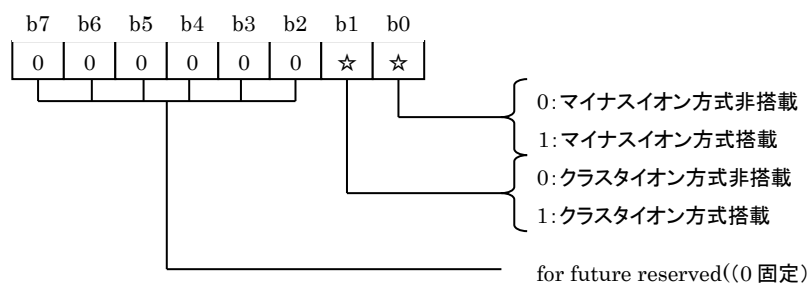 b7 b6 b5 b4 b3 b2 b1 b0
0 0 0 0 0 0 ☆ ☆
0:マイナスイオン方式非搭載
1:マイナスイオン方式搭載
0:クラスタイオン方式非搭載
1:クラスタイオン方式搭載
for future reserved((0 固定)